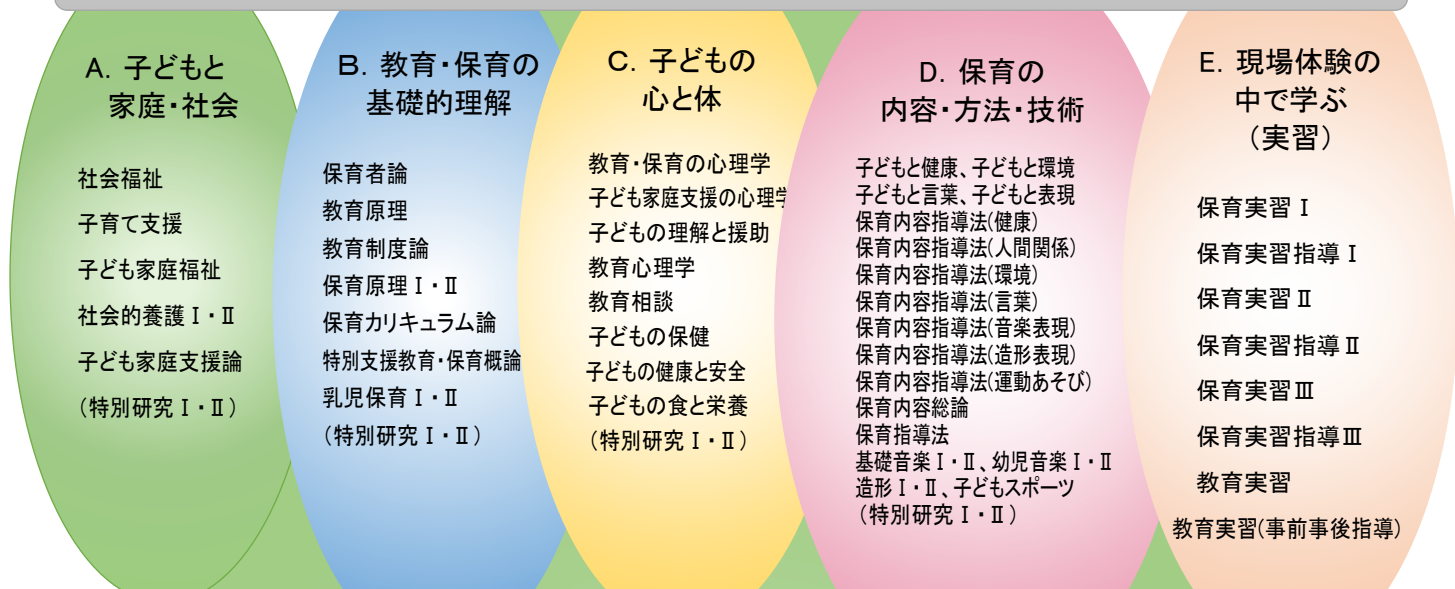 A. 子どもと
家庭・社会
社会福祉
子育て支援
子ども家庭福祉
社会的養護Ⅰ・Ⅱ
子ども家庭支援論
(特別研究Ⅰ・Ⅱ)
B. 教育・保育の
基礎的理解
保育者論
教育原理
教育制度論
保育原理Ⅰ・Ⅱ
保育カリキュラム論
特別支援教育・保育概論
乳児保育Ⅰ・Ⅱ
(特別研究Ⅰ・Ⅱ)
C. 子どもの
心と体
教育・保育の心理学
子ども家庭支援の心理学
子どもの理解と援助
教育心理学
教育相談
子どもの保健
子どもの健康と安全
子どもの食と栄養
(特別研究Ⅰ・Ⅱ)
D. 保育の
内容・方法・技術
子どもと健康、子どもと環境
子どもと言葉、子どもと表現
保育内容指導法(健康)
保育内容指導法(人間関係)
保育内容指導法(環境)
保育内容指導法(言葉)
保育内容指導法(音楽表現)
保育内容指導法(造形表現)
保育内容指導法(運動あそび)
保育内容総論
保育指導法
基礎音楽Ⅰ・Ⅱ、幼児音楽Ⅰ・Ⅱ
造形Ⅰ・Ⅱ、子どもスポーツ
(特別研究Ⅰ・Ⅱ)
E. 現場体験の
中で学ぶ
(実習)
保育実習Ⅰ
保育実習指導Ⅰ
保育実習Ⅱ
保育実習指導Ⅱ
保育実習Ⅲ
保育実習指導Ⅲ
教育実習
教育実習(事前事後指導)